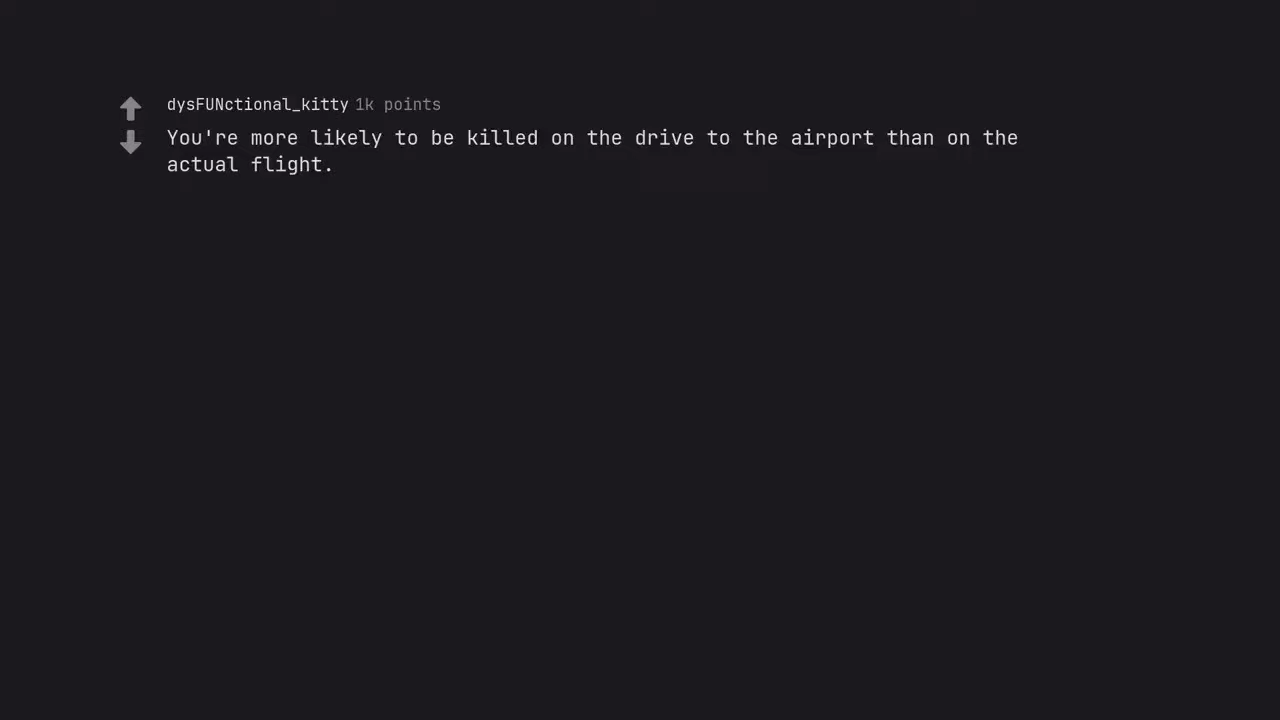 dysFUNctional_kitty 1k points
You're more likely to be killed on the drive to the airport than on the
actual flight.